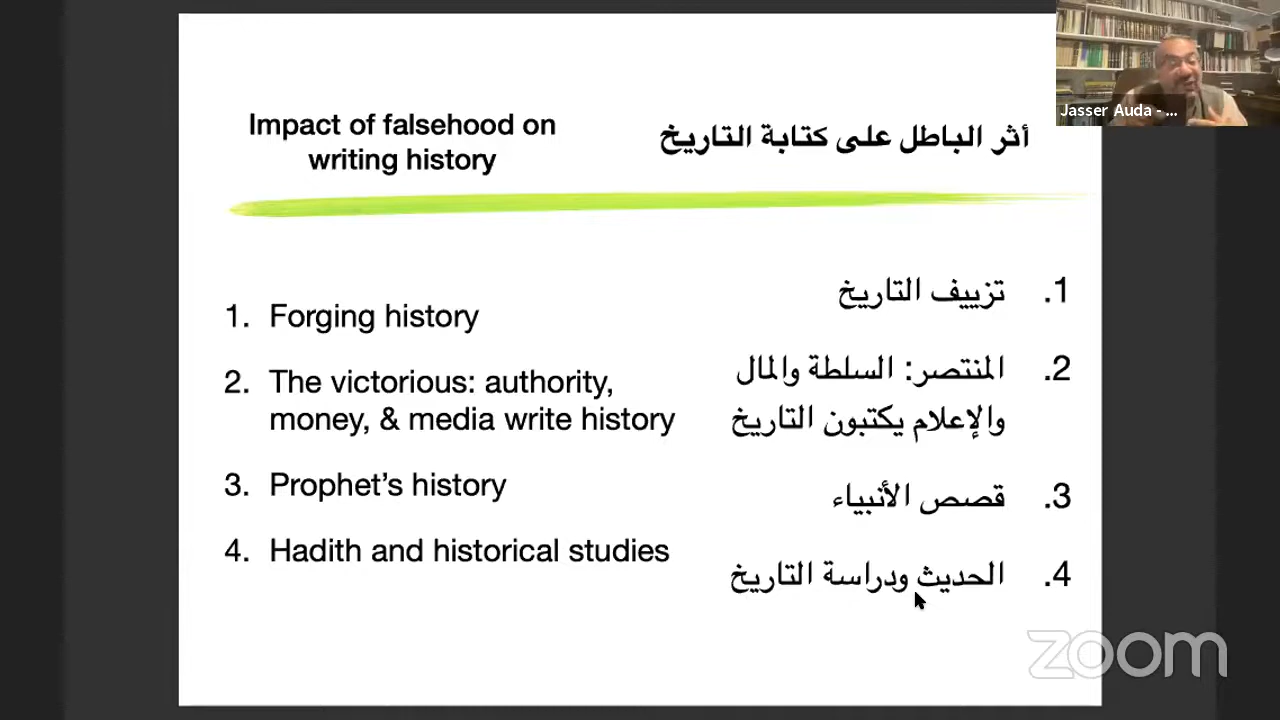 Jasser Auda - ...
Impact of falsehood on
writing history
أثر الباطل على كتابة التاريخ
1. Forging history
2. The victorious: authority,
money, & media write history
3. Prophet's history
4. Hadith and historical studies
1. تزييف التاريخ
2. المنتصر: السلطة والمال
والإعلام يكتبون التاريخ
3. قصص الأنبياء
4. الحديث ودراسة التاريخ
zoom